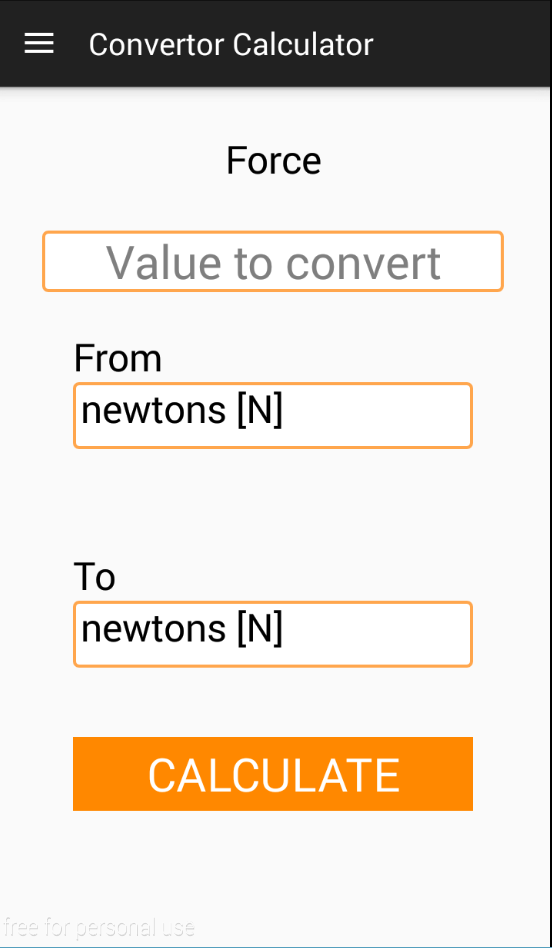 Convertor Calculator
Force
Value to convert
From
newtons [N]
To
newtons [N]
CALCULATE
free for personal use